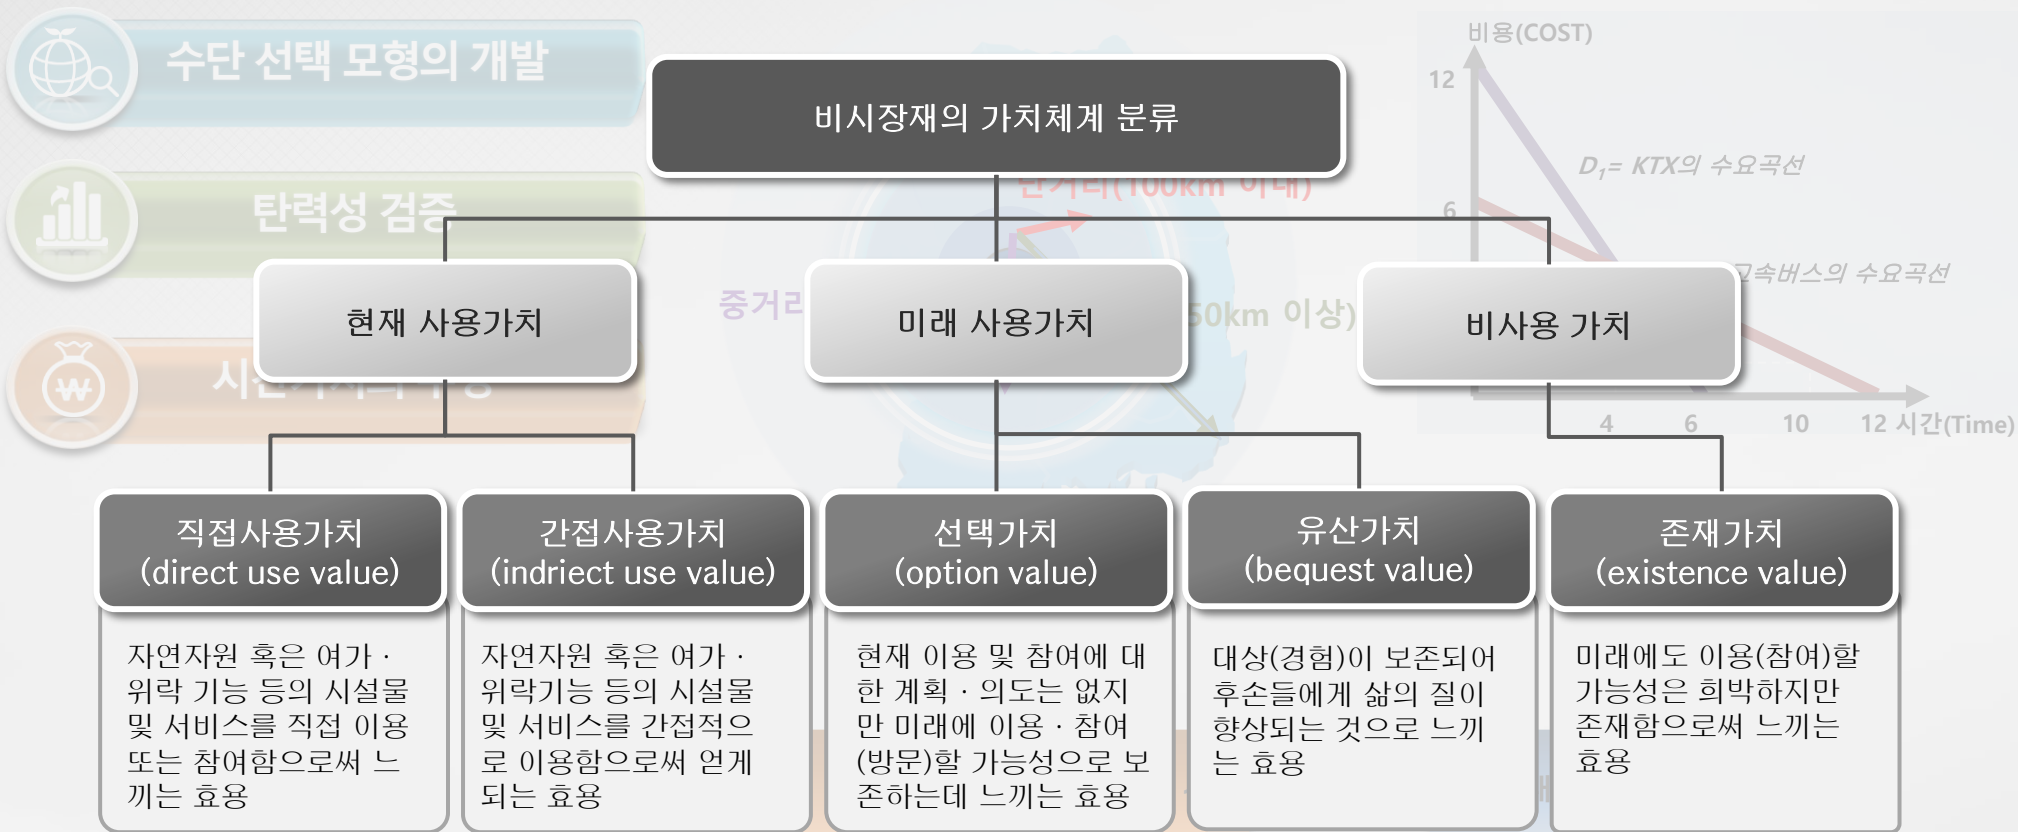 수단 선택 모형의 개발
탄력성 검증
비용(COST)
12
6
D₁= KTX의 수요곡선
고속버스의 수요곡선
4 6 10 12 시간(Time)
단거리(100km 이내)
중거리
50km 이상)
비시장재의 가치체계 분류
현재 사용가치
미래 사용가치
비사용 가치
직접사용가치
(direct use value)
자연자원 혹은 여가 ·
위락 기능 등의 시설물
및 서비스를 직접 이용
또는 참여함으로써 느
끼는 효용
간접사용가치
(indriect use value)
자연자원 혹은 여가 ·
위락기능 등의 시설물
및 서비스를 간접적으
로 이용함으로써 얻게
되는 효용
선택가치
(option value)
현재 이용 및 참여에 대
한 계획 · 의도는 없지
만 미래에 이용 · 참여
(방문)할 가능성으로 보
존하는데 느끼는 효용
유산가치
(bequest value)
대상(경험)이 보존되어
후손들에게 삶의 질이
향상되는 것으로 느끼
는 효용
존재가치
(existence value)
미래에도 이용(참여)할
가능성은 희박하지만
존재함으로써 느끼는
효용